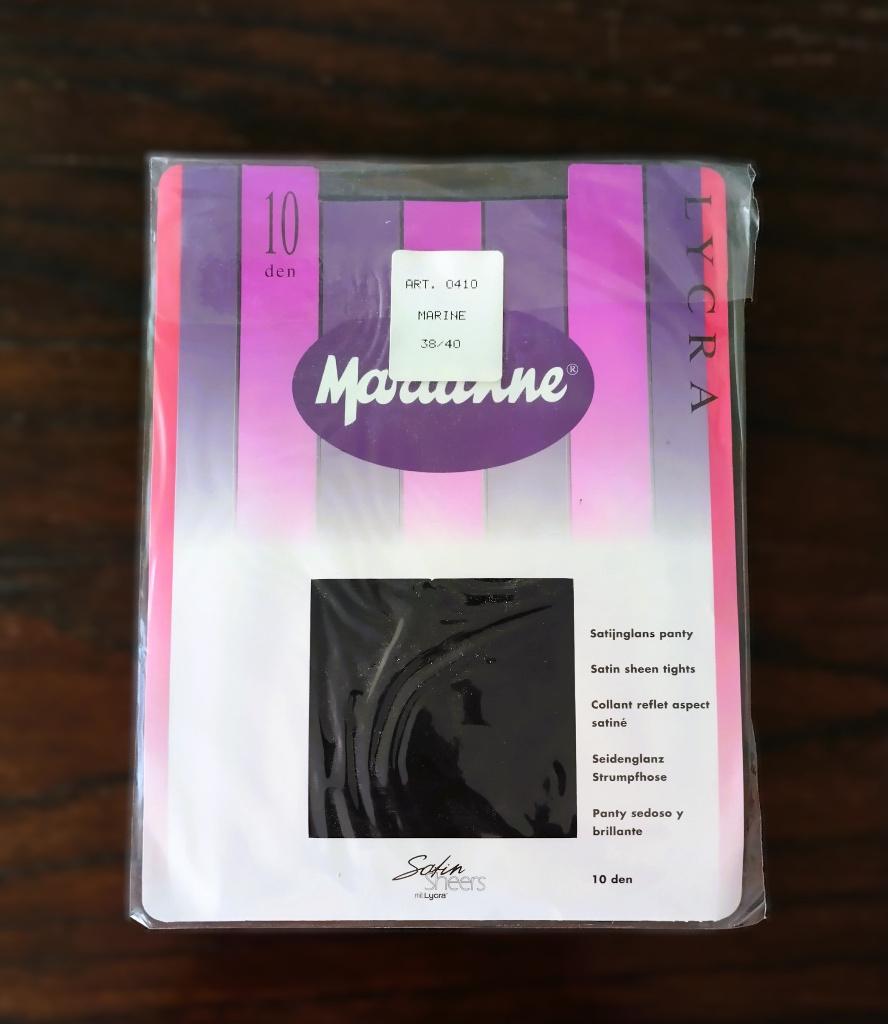 10
den
LYCRA
ART. 0410
MARINE
38/40
Marianne®
Satijnglans panty
Satin sheen tights
Collant reflet aspect
satiné
Seidenglanz
Strumpfhose
Panty sedoso y
brillante
10 den
Satin
Sheers
mit Lycra